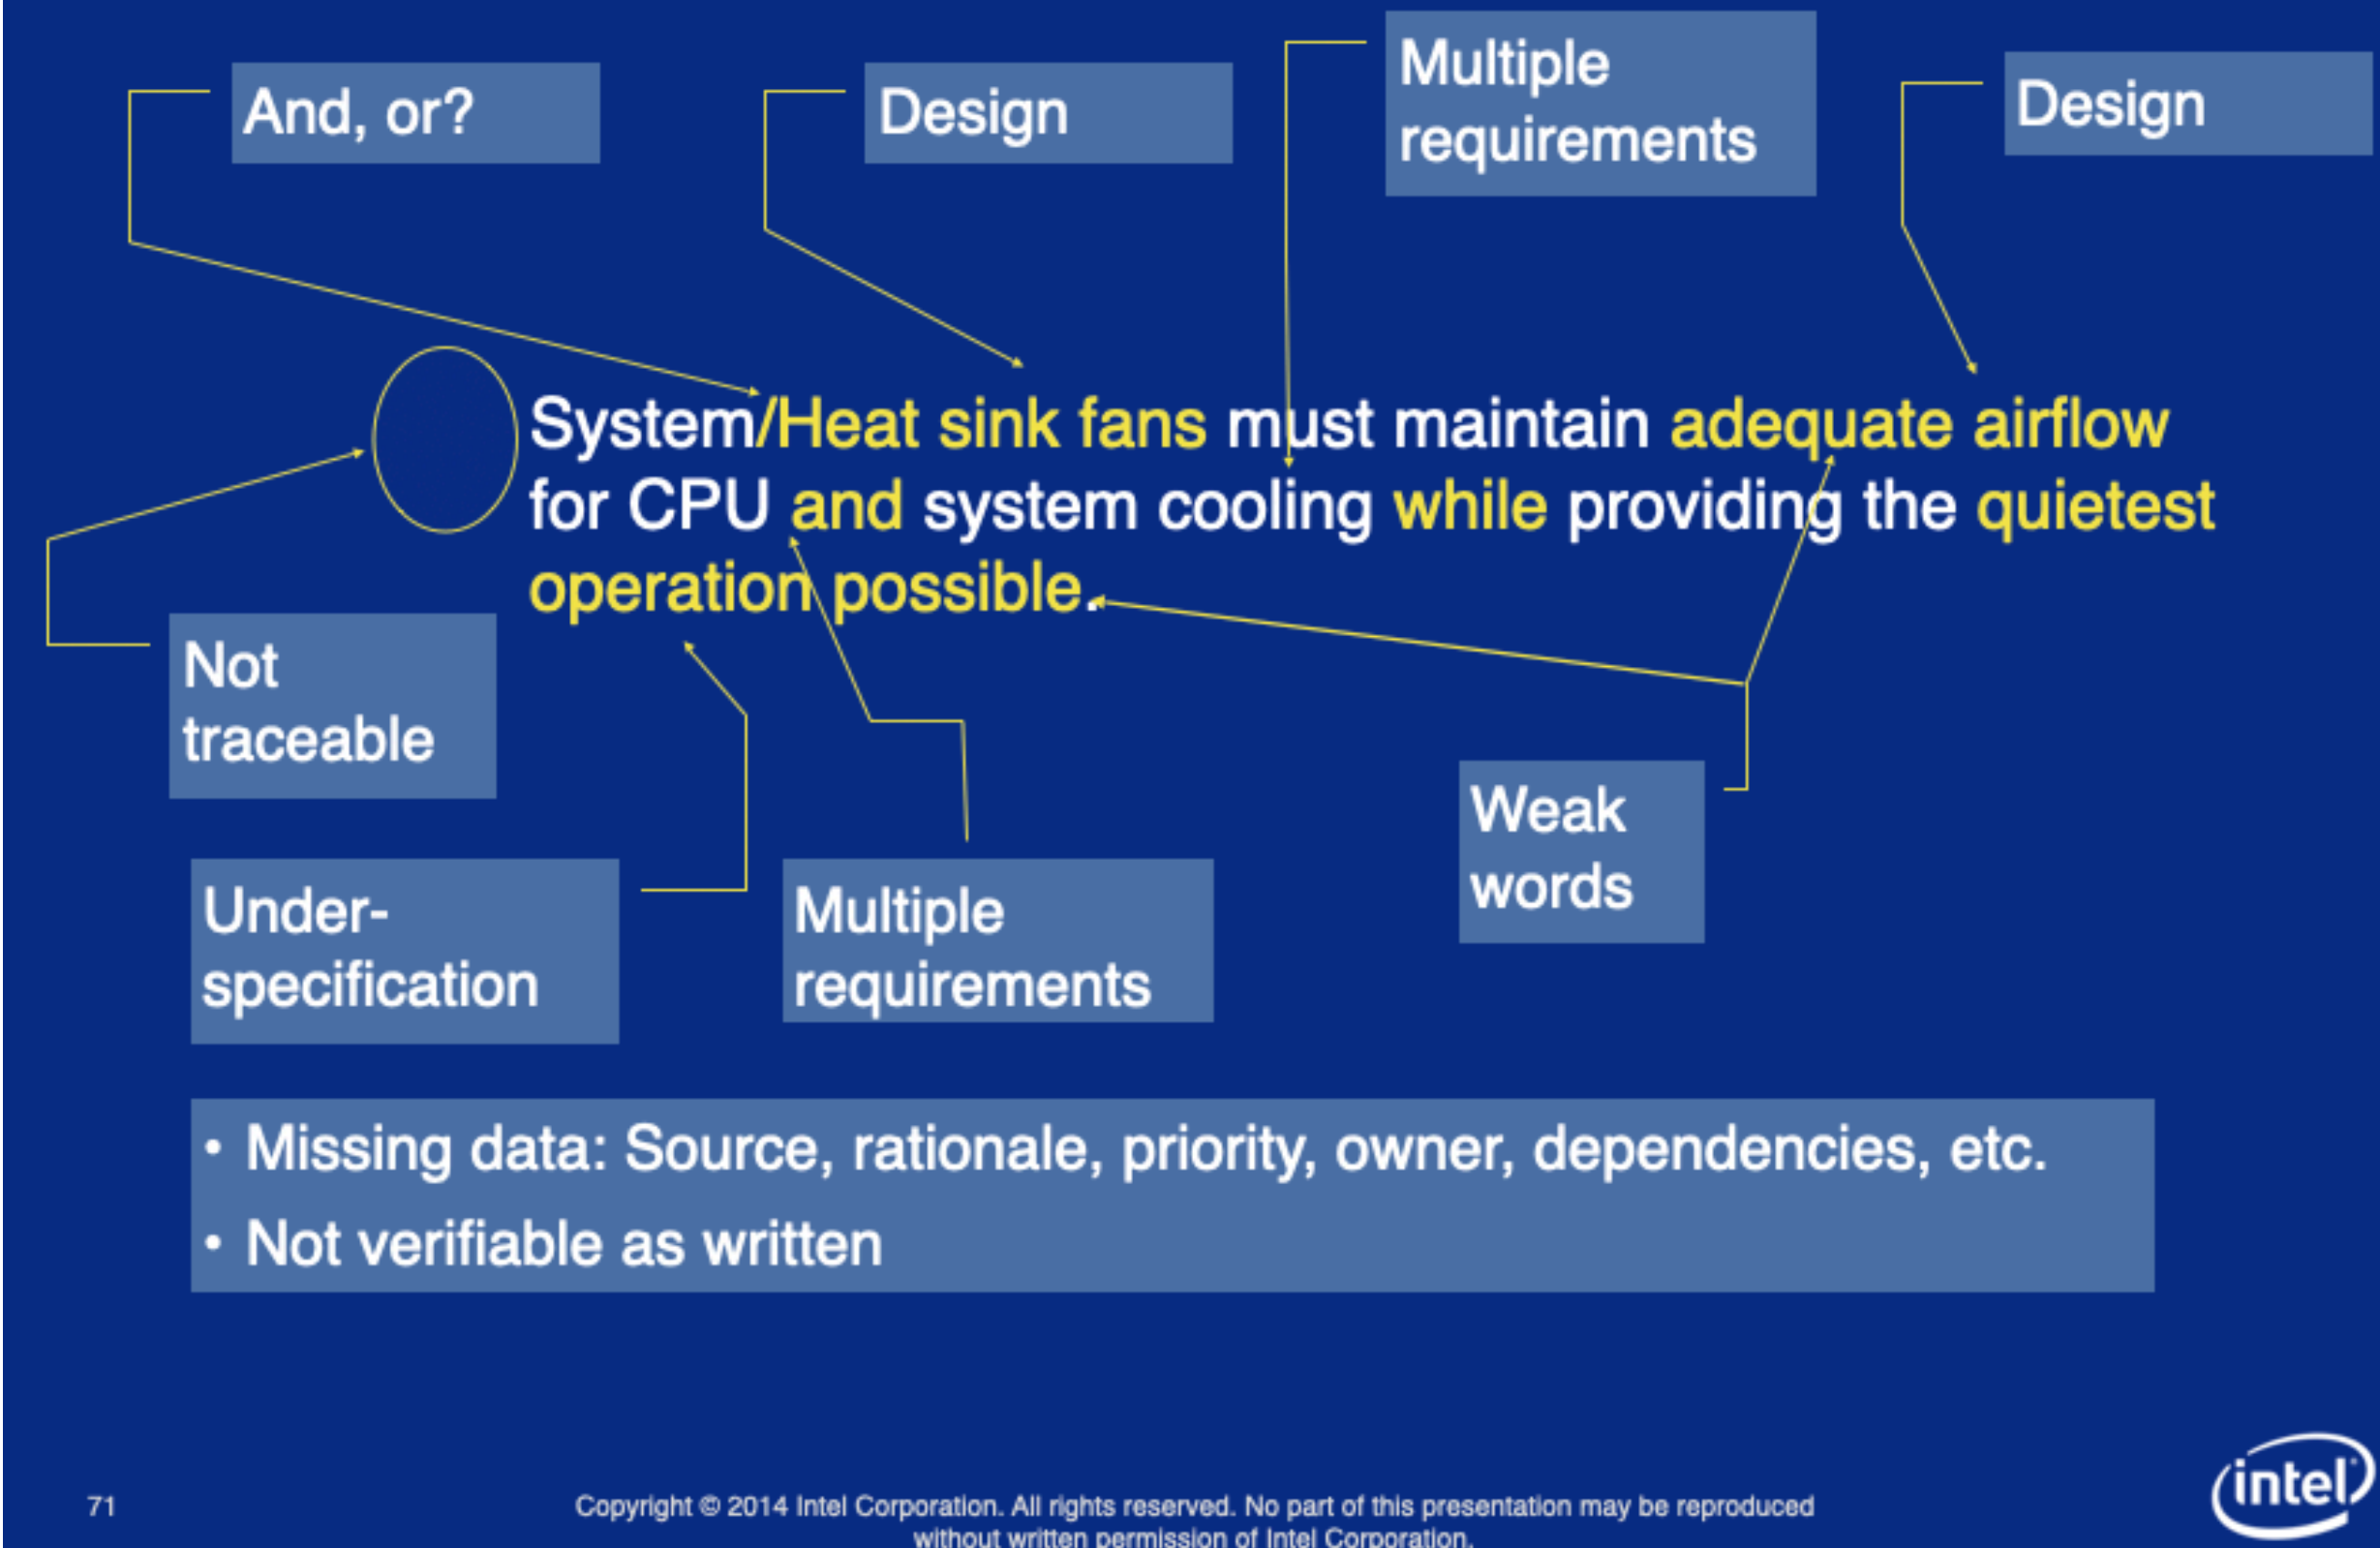 And, or?
Design
Multiple
requirements
Design
System/Heat sink fans must maintain adequate airflow
for CPU and system cooling while providing the quietest
operation possible.
Not
traceable
Under-
specification
Multiple
requirements
Weak
words
• Missing data: Source, rationale, priority, owner, dependencies, etc.
• Not verifiable as written
71
Copyright © 2014 Intel Corporation. All rights reserved. No part of this presentation may be reproduced
without written permission of Intel Corporation.
intel